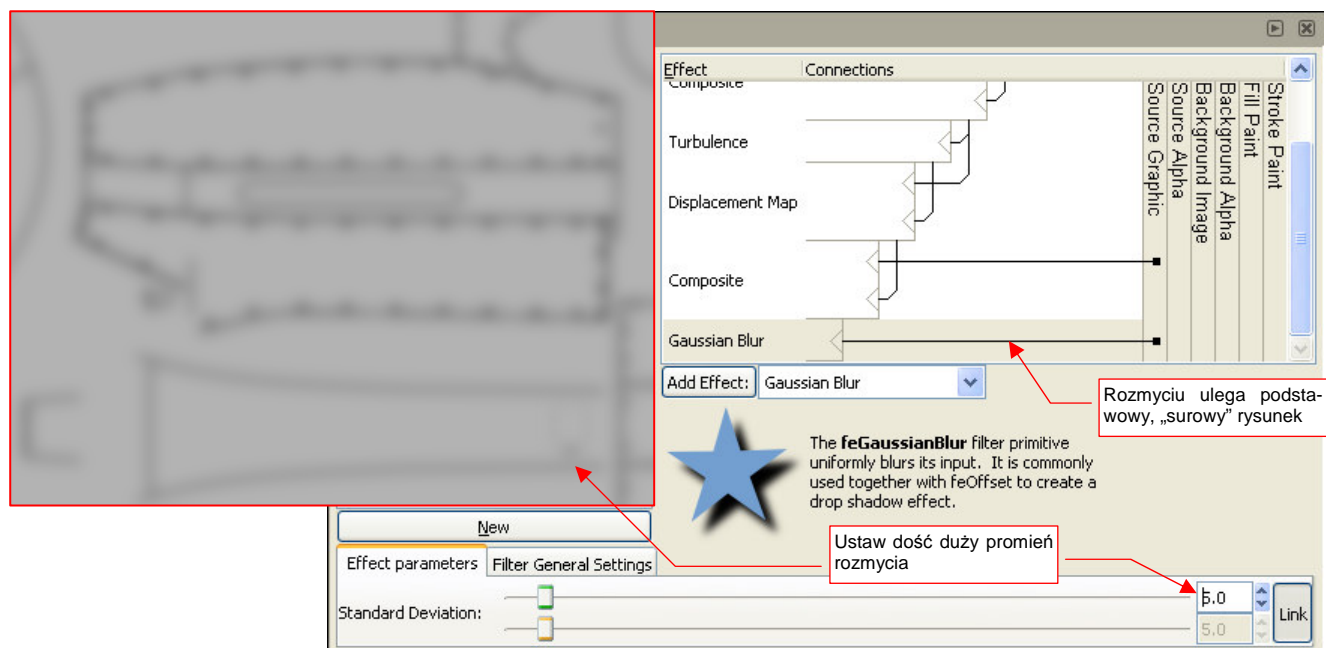 Effect Connections
Composite
Turbulence
Displacement Map
Composite
Gaussian Blur
Source Graphic
Source Alpha
Background Image
Background Alpha
Fill Paint
Stroke Paint
Add Effect: Gaussian Blur
Rozmyciu ulega podsta-
wowy, „surowy” rysunek
The feGaussianBlur filter primitive
uniformly blurs its input. It is commonly
used together with feOffset to create a
drop shadow effect.
New
Ustaw dość duży promień
rozmycia
Effect parameters Filter General Settings
Standard Deviation:
5.0
5.0
Link